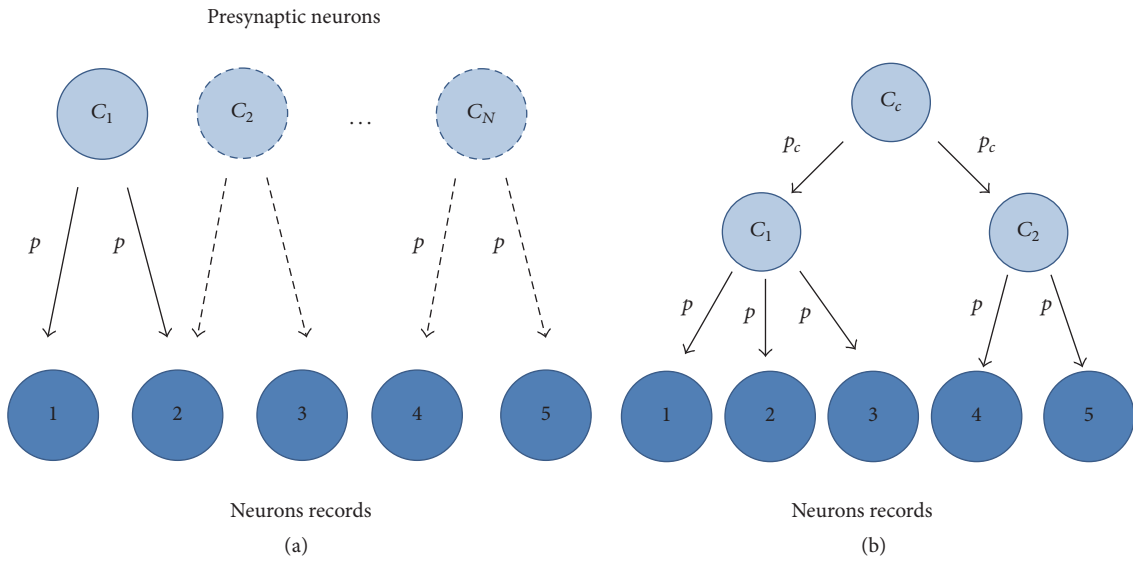 Presynaptic neurons
C1 C2 … CN
p p p p
1 2 3 4 5
Neurons records
(a)
Cc
pc pc
C1 C2
p p p p p
1 2 3 4 5
Neurons records
(b)